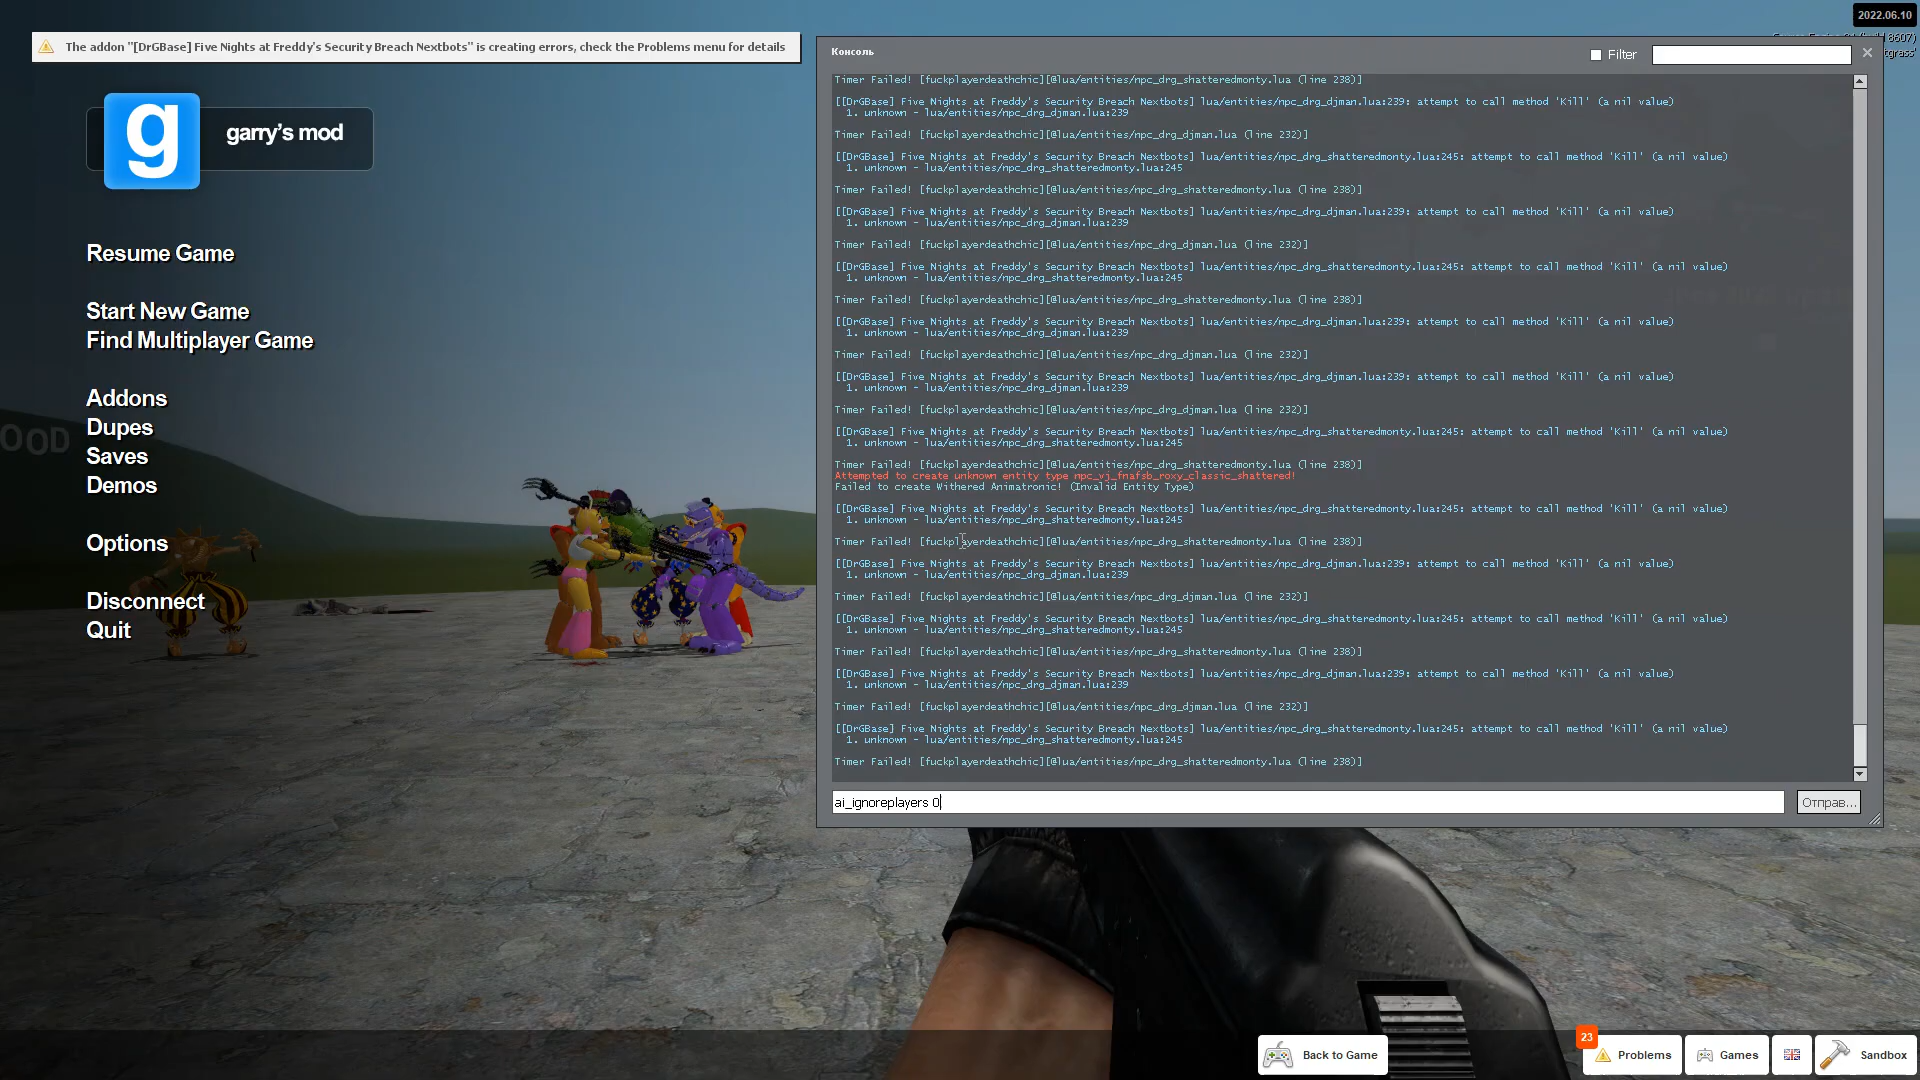 2022.06.10
8607)
The addon "[DrGBase] Five Nights at Freddy's Security Breach Nextbots" is creating errors, check the Problems menu for details
g
garry's mod
Resume Game
Start New Game
Find Multiplayer Game
Addons
Dupes
Saves
Demos
Options
Disconnect
Quit
OOD
Консоль
Filter
Timer Failed! [fuckplayerdeathchic][@lua/entities/npc_drg_shatteredmonty.lua (line 238)]
[[DrGBase] Five Nights at Freddy's Security Breach Nextbots] lua/entities/npc_drg_djman.lua:239: attempt to call method 'Kill' (a nil value)
1. unknown - lua/entities/npc_drg_djman.lua:239
Timer Failed! [fuckplayerdeathchic][@lua/entities/npc_drg_djman.lua (line 232)]
[[DrGBase] Five Nights at Freddy's Security Breach Nextbots] lua/entities/npc_drg_shatteredmonty.lua:245: attempt to call method 'Kill' (a nil value)
1. unknown - lua/entities/npc_drg_shatteredmonty.lua:245
Timer Failed! [fuckplayerdeathchic][@lua/entities/npc_drg_shatteredmonty.lua (line 238)]
[[DrGBase] Five Nights at Freddy's Security Breach Nextbots] lua/entities/npc_drg_djman.lua:239: attempt to call method 'Kill' (a nil value)
1. unknown - lua/entities/npc_drg_djman.lua:239
Timer Failed! [fuckplayerdeathchic][@lua/entities/npc_drg_djman.lua (line 232)]
[[DrGBase] Five Nights at Freddy's Security Breach Nextbots] lua/entities/npc_drg_shatteredmonty.lua:245: attempt to call method 'Kill' (a nil value)
1. unknown - lua/entities/npc_drg_shatteredmonty.lua:245
Timer Failed! [fuckplayerdeathchic][@lua/entities/npc_drg_shatteredmonty.lua (line 238)]
[[DrGBase] Five Nights at Freddy's Security Breach Nextbots] lua/entities/npc_drg_djman.lua:239: attempt to call method 'Kill' (a nil value)
1. unknown - lua/entities/npc_drg_djman.lua:239
Timer Failed! [fuckplayerdeathchic][@lua/entities/npc_drg_djman.lua (line 232)]
[[DrGBase] Five Nights at Freddy's Security Breach Nextbots] lua/entities/npc_drg_djman.lua:239: attempt to call method 'Kill' (a nil value)
1. unknown - lua/entities/npc_drg_djman.lua:239
Timer Failed! [fuckplayerdeathchic][@lua/entities/npc_drg_djman.lua (line 232)]
[[DrGBase] Five Nights at Freddy's Security Breach Nextbots] lua/entities/npc_drg_shatteredmonty.lua:245: attempt to call method 'Kill' (a nil value)
1. unknown - lua/entities/npc_drg_shatteredmonty.lua:245
Timer Failed! [fuckplayerdeathchic][@lua/entities/npc_drg_shatteredmonty.lua (line 238)]
Attempted to create unknown entity type npc_vj_fnafsb_roxy_classic_shattered!
Failed to create Withered Animatronic! (Invalid Entity Type)
[[DrGBase] Five Nights at Freddy's Security Breach Nextbots] lua/entities/npc_drg_shatteredmonty.lua:245: attempt to call method 'Kill' (a nil value)
1. unknown - lua/entities/npc_drg_shatteredmonty.lua:245
Timer Failed! [fuckplayerdeathchic][@lua/entities/npc_drg_shatteredmonty.lua (line 238)]
[[DrGBase] Five Nights at Freddy's Security Breach Nextbots] lua/entities/npc_drg_djman.lua:239: attempt to call method 'Kill' (a nil value)
1. unknown - lua/entities/npc_drg_djman.lua:239
Timer Failed! [fuckplayerdeathchic][@lua/entities/npc_drg_djman.lua (line 232)]
[[DrGBase] Five Nights at Freddy's Security Breach Nextbots] lua/entities/npc_drg_shatteredmonty.lua:245: attempt to call method 'Kill' (a nil value)
1. unknown - lua/entities/npc_drg_shatteredmonty.lua:245
Timer Failed! [fuckplayerdeathchic][@lua/entities/npc_drg_shatteredmonty.lua (line 238)]
[[DrGBase] Five Nights at Freddy's Security Breach Nextbots] lua/entities/npc_drg_djman.lua:239: attempt to call method 'Kill' (a nil value)
1. unknown - lua/entities/npc_drg_djman.lua:239
Timer Failed! [fuckplayerdeathchic][@lua/entities/npc_drg_djman.lua (line 232)]
[[DrGBase] Five Nights at Freddy's Security Breach Nextbots] lua/entities/npc_drg_shatteredmonty.lua:245: attempt to call method 'Kill' (a nil value)
1. unknown - lua/entities/npc_drg_shatteredmonty.lua:245
Timer Failed! [fuckplayerdeathchic][@lua/entities/npc_drg_shatteredmonty.lua (line 238)]
ai_ignoreplayers 0
Отправ...
Back to Game
23
Problems
Games
Sandbox